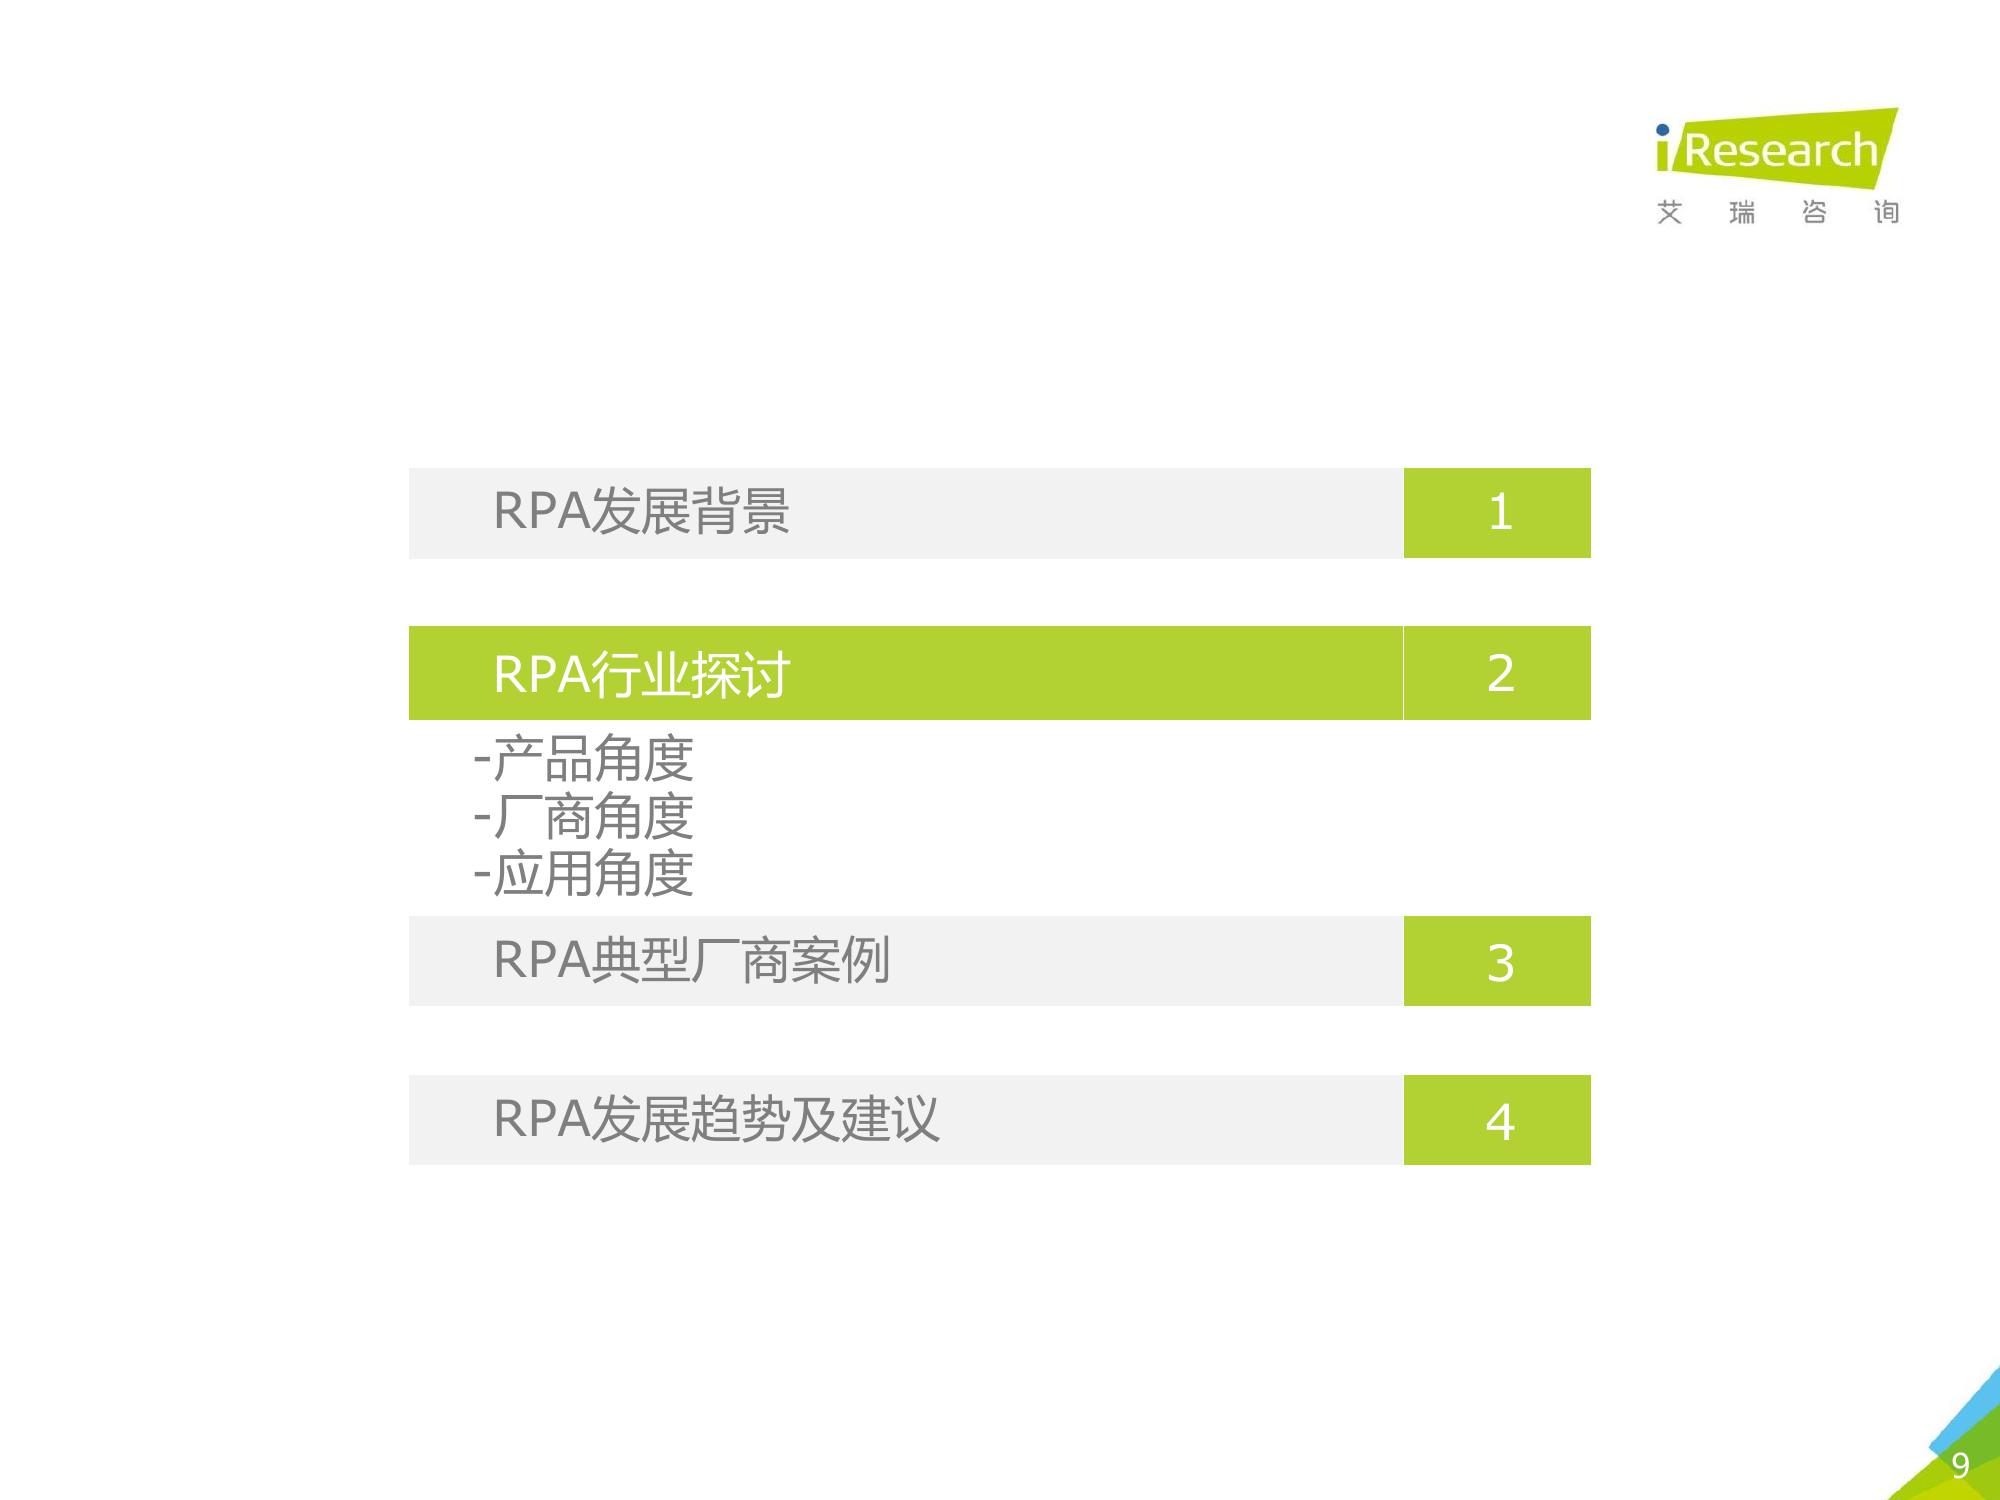 iResearch
艾瑞咨询
RPA发展背景 1
RPA行业探讨 2
-产品角度
-厂商角度
-应用角度
RPA典型厂商案例 3
RPA发展趋势及建议 4
9